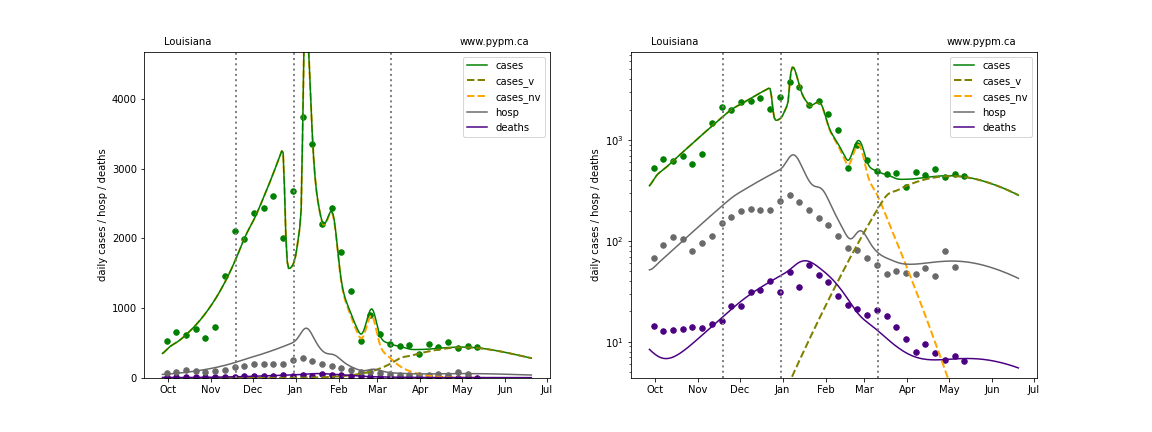 Louisiana www.pypm.ca
daily cases / hosp / deaths
4000
3000
2000
1000
0
cases
cases_v
cases_nv
hosp
deaths
Oct Nov Dec Jan Feb Mar Apr May Jun Jul
Louisiana www.pypm.ca
daily cases / hosp / deaths
10³
10²
10¹
cases
cases_v
cases_nv
hosp
deaths
Oct Nov Dec Jan Feb Mar Apr May Jun Jul